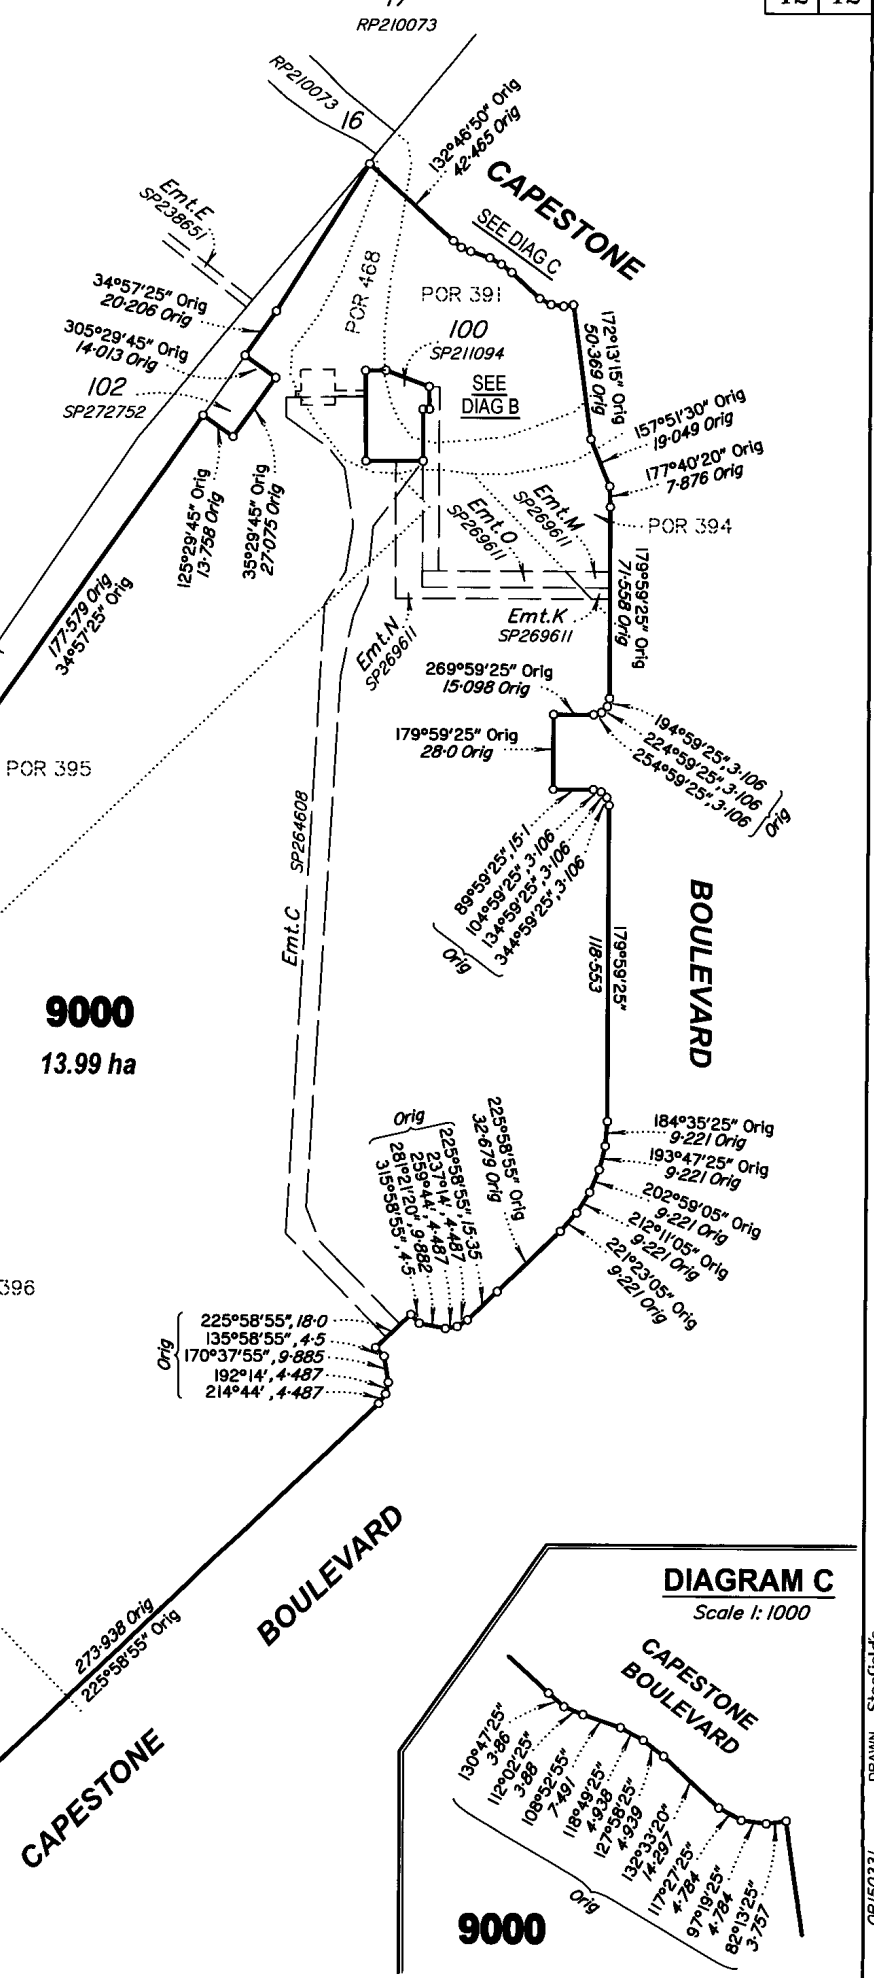 RP210073
RP210073
16
132°46'50" Orig
42·465 Orig
CAPESTONE
Emt.E
SP238651
SEE DIAG C
POR 468
POR 391
34°57'25" Orig
20·206 Orig
305°29'45" Orig
14·013 Orig
100
SP211094
172°13'15" Orig
50·369 Orig
102
SP272752
SEE
DIAG B
157°51'30" Orig
19·049 Orig
177°40'20" Orig
7·876 Orig
125°29'45" Orig
13·758 Orig
35°29'45" Orig
27·075 Orig
Emt.O
SP269611
Emt.M
SP269611
POR 394
177·579 Orig
34°57'25" Orig
179°59'25" Orig
71·558 Orig
Emt.N
SP269611
Emt.K
SP269611
269°59'25" Orig
15·098 Orig
179°59'25" Orig
28·0 Orig
194°59'25", 3·106
224°59'25", 3·106
254°59'25", 3·106
Orig
POR 395
Emt.C SP264608
89°59'25", 15·1
104°59'25", 3·106
134°59'25", 3·106
344°59'25", 3·106
Orig
179°59'25"
118·553
BOULEVARD
9000
13.99 ha
225°58'55" Orig
32·679 Orig
Orig
225°58'55", 15·35
237°14', 4·487
259°44', 4·487
281°21'20", 9·882
315°58'55", 4·5
184°35'25" Orig
9·221 Orig
193°47'25" Orig
9·221 Orig
202°59'05" Orig
9·221 Orig
212°11'05" Orig
9·221 Orig
221°23'05" Orig
9·221 Orig
396
225°58'55", 18·0
135°58'55", 4·5
170°37'55", 9·885
192°14', 4·487
214°44', 4·487
Orig
BOULEVARD
273·938 Orig
225°58'55" Orig
CAPESTONE
DIAGRAM C
Scale 1:1000
CAPESTONE
BOULEVARD
130°47'25"
3·86
112°02'25"
3·88
108°52'55"
7·491
118°49'25"
4·938
127°58'25"
4·939
132°33'20"
14·297
117°27'25"
4·784
97°19'25"
4·784
82°13'25"
3·757
Orig
9000